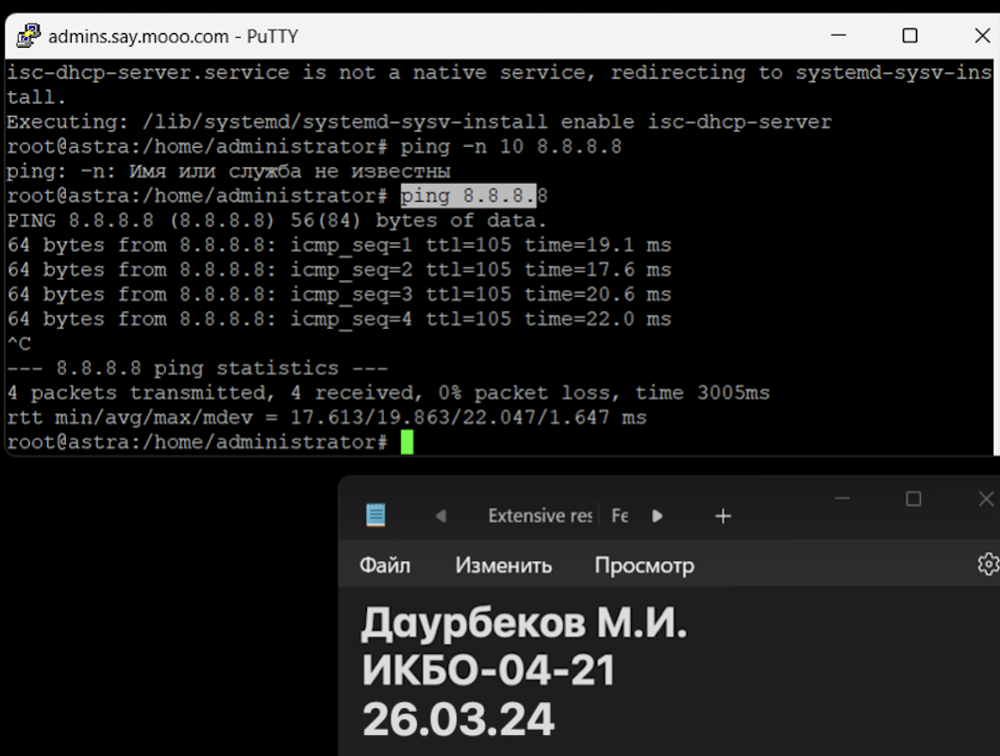 admins.say.mooo.com - PuTTY
isc-dhcp-server.service is not a native service, redirecting to systemd-sysv-ins
tall.
Executing: /lib/systemd/systemd-sysv-install enable isc-dhcp-server
root@astra:/home/administrator# ping -n 10 8.8.8.8
ping: -n: Имя или служба не известны
root@astra:/home/administrator# ping 8.8.8.8
PING 8.8.8.8 (8.8.8.8) 56(84) bytes of data.
64 bytes from 8.8.8.8: icmp_seq=1 ttl=105 time=19.1 ms
64 bytes from 8.8.8.8: icmp_seq=2 ttl=105 time=17.6 ms
64 bytes from 8.8.8.8: icmp_seq=3 ttl=105 time=20.6 ms
64 bytes from 8.8.8.8: icmp_seq=4 ttl=105 time=22.0 ms
^C
--- 8.8.8.8 ping statistics ---
4 packets transmitted, 4 received, 0% packet loss, time 3005ms
rtt min/avg/max/mdev = 17.613/19.863/22.047/1.647 ms
root@astra:/home/administrator#
Extensive res Fe
Файл Изменить Просмотр
Даурбеков М.И.
ИКБО-04-21
26.03.24